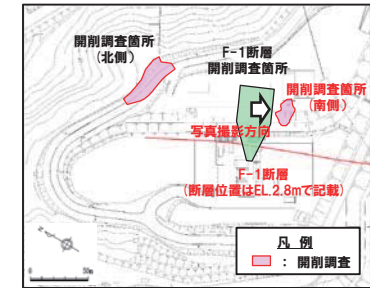 開削調査箇所
(北側)
F-1断層
開削調査箇所
開削調査箇所
(南側)
写真撮影方向
F-1断層
(断層位置はEL.2.8mで記載)
凡 例
: 開削調査
0
50m